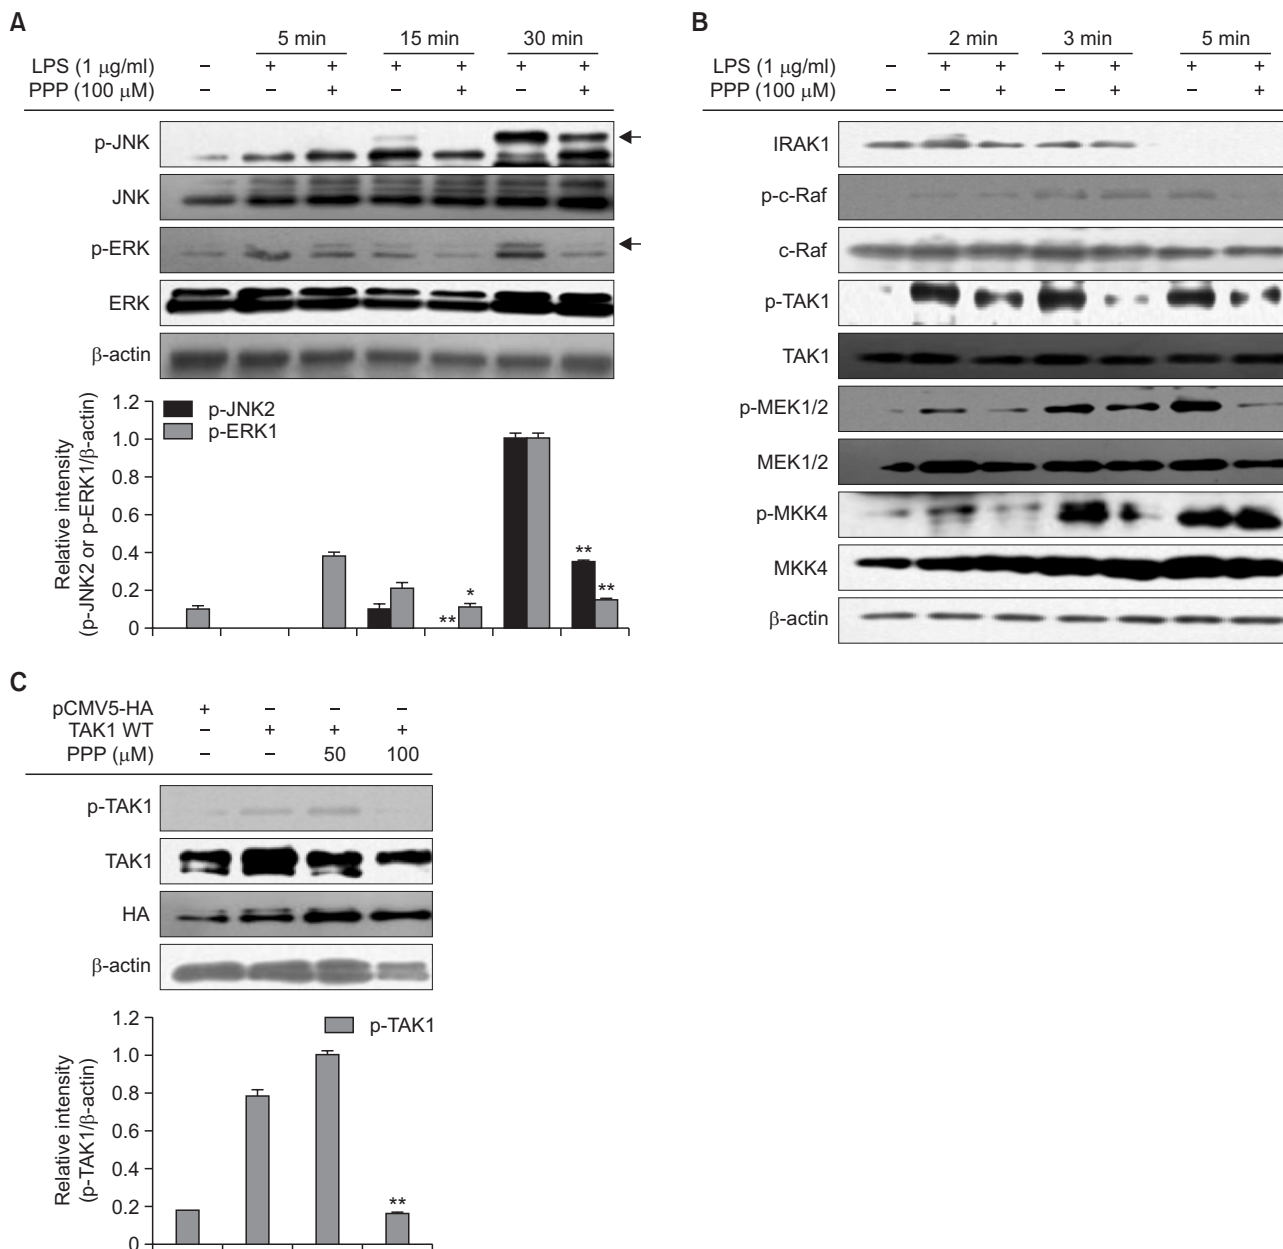 A
5 min 15 min 30 min
LPS (1 μg/ml) – + + + + + +
PPP (100 μM) – – + – + – +
p-JNK
JNK
p-ERK
ERK
β-actin
1.2
1.0
0.8
0.6
0.4
0.2
0
Relative intensity
(p-JNK2 or p-ERK1/β-actin)
p-JNK2
p-ERK1
**
*
**
**
B
2 min 3 min 5 min
LPS (1 μg/ml) – + + + + + +
PPP (100 μM) – – + – + – +
IRAK1
p-c-Raf
c-Raf
p-TAK1
TAK1
p-MEK1/2
MEK1/2
p-MKK4
MKK4
β-actin
C
pCMV5-HA + – – –
TAK1 WT – + + +
PPP (μM) – – 50 100
p-TAK1
TAK1
HA
β-actin
1.2
1.0
0.8
0.6
0.4
0.2
0
Relative intensity
(p-TAK1/β-actin)
p-TAK1
**